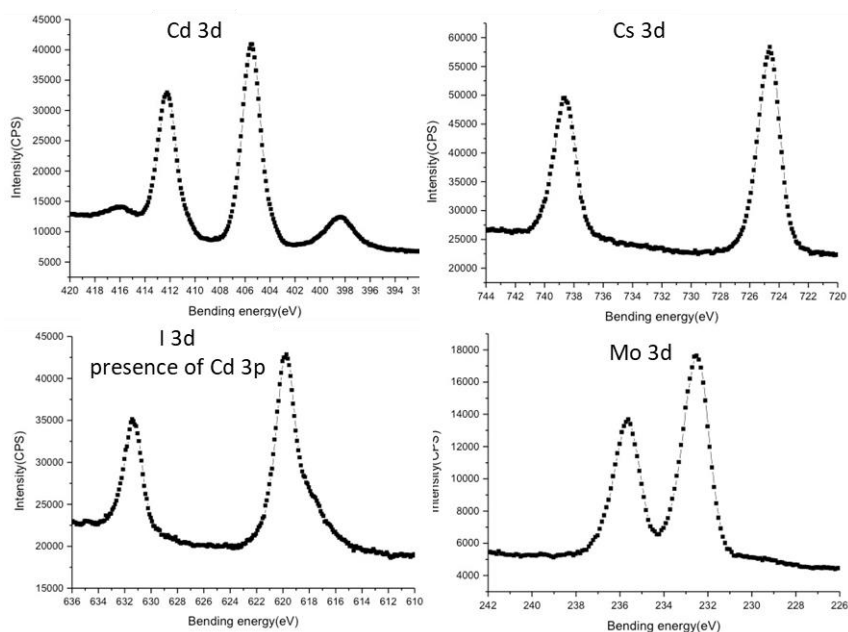 Cd 3d
45000
40000
35000
30000
25000
20000
15000
10000
5000
Intensity(CPS)
420 418 416 414 412 410 408 406 404 402 400 398 396 394
Bending energy(eV)
Cs 3d
60000
55000
50000
45000
40000
35000
30000
25000
20000
Intensity(CPS)
744 742 740 738 736 734 732 730 728 726 724 722 720
Bending energy(eV)
I 3d
presence of Cd 3p
45000
40000
35000
30000
25000
20000
15000
Intensity(CPS)
636 634 632 630 628 626 624 622 620 618 616 614 612 610
Bending energy(eV)
Mo 3d
18000
16000
14000
12000
10000
8000
6000
4000
Intensity(CPS)
242 240 238 236 234 232 230 228 226
Bending energy(eV)